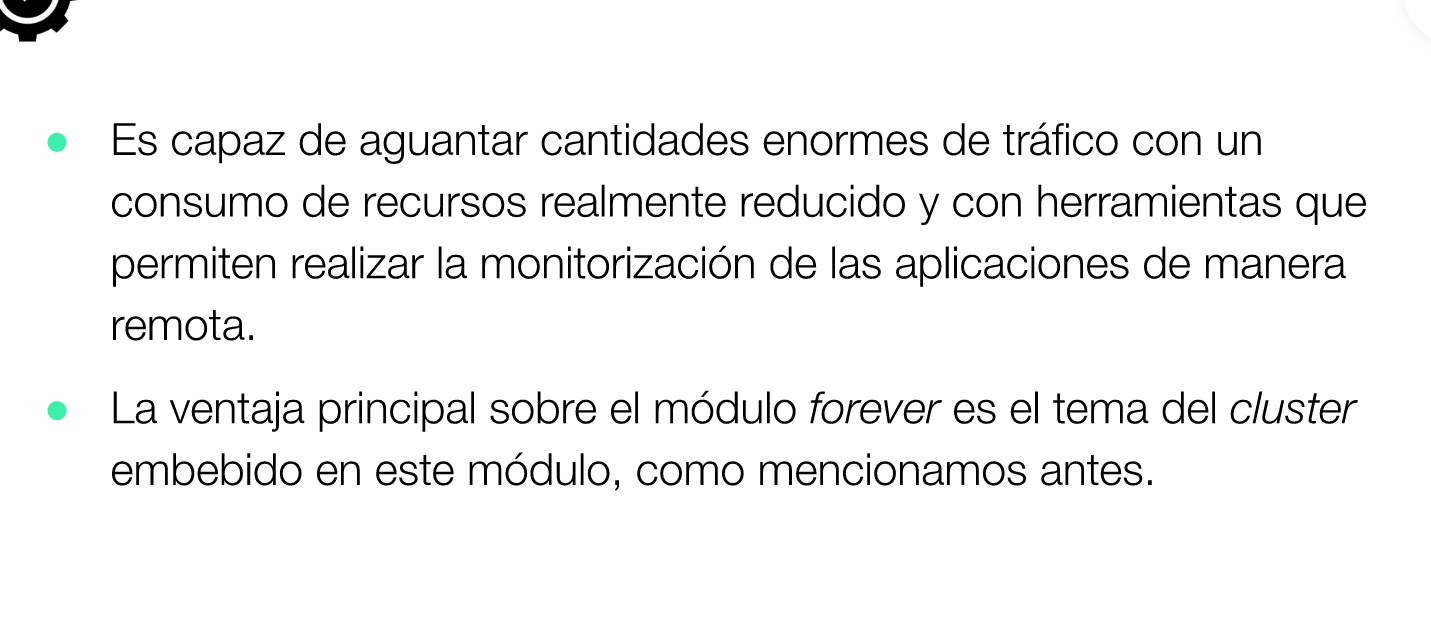 Es capaz de aguantar cantidades enormes de tráfico con un
consumo de recursos realmente reducido y con herramientas que
permiten realizar la monitorización de las aplicaciones de manera
remota.
La ventaja principal sobre el módulo forever es el tema del cluster
embebido en este módulo, como mencionamos antes.